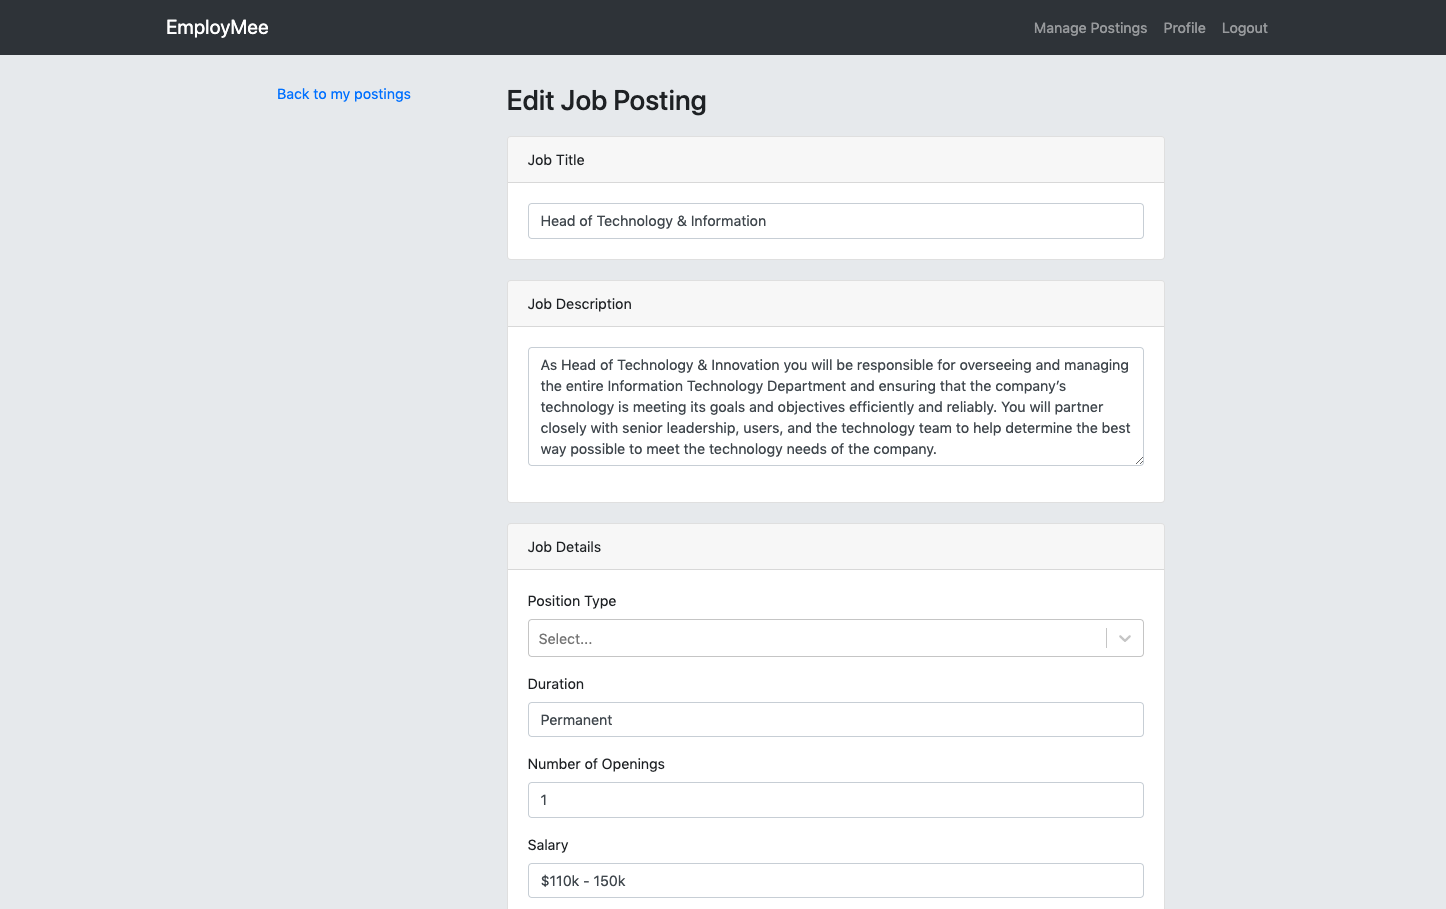 EmployMee
Manage Postings
Profile
Logout
Back to my postings
Edit Job Posting
Job Title
Head of Technology & Information
Job Description
As Head of Technology & Innovation you will be responsible for overseeing and managing
the entire Information Technology Department and ensuring that the company’s
technology is meeting its goals and objectives efficiently and reliably. You will partner
closely with senior leadership, users, and the technology team to help determine the best
way possible to meet the technology needs of the company.
Job Details
Position Type
Select...
Duration
Permanent
Number of Openings
1
Salary
$110k - 150k